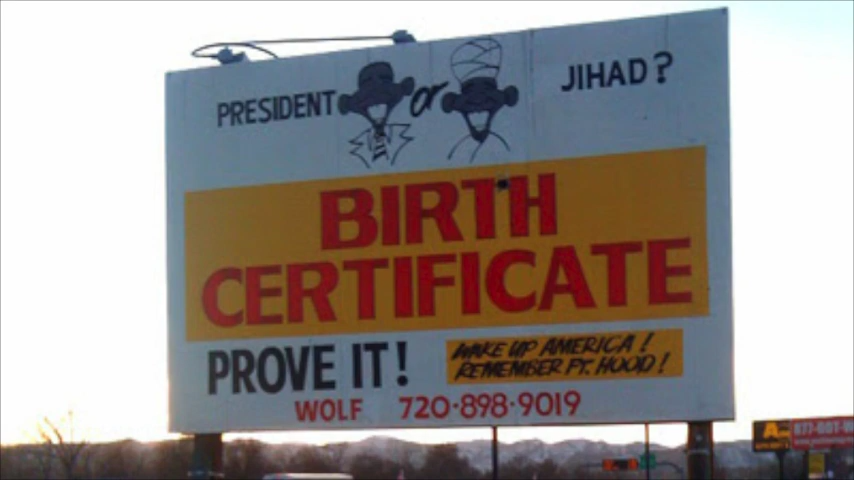 PRESIDENT or JIHAD?
BIRTH
CERTIFICATE
PROVE IT!
WAKE UP AMERICA!
REMEMBER FT. HOOD!
WOLF 720-898-9019